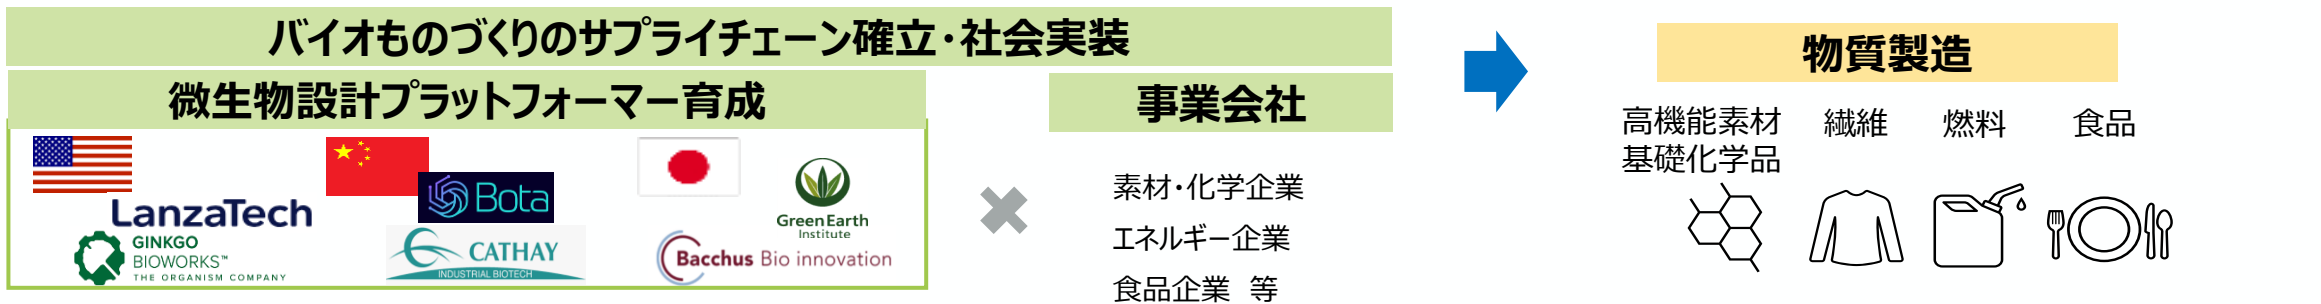 バイオものづくりのサプライチェーン確立・社会実装
微生物設計プラットフォーマー育成
LanzaTech
GINKGO
BIOWORKS™
THE ORGANISM COMPANY
Bota
CATHAY
INDUSTRIAL BIOTECH
Green Earth
Institute
Bacchus Bio innovation
事業会社
素材・化学企業
エネルギー企業
食品企業 等
物質製造
高機能素材
基礎化学品
繊維
燃料
食品